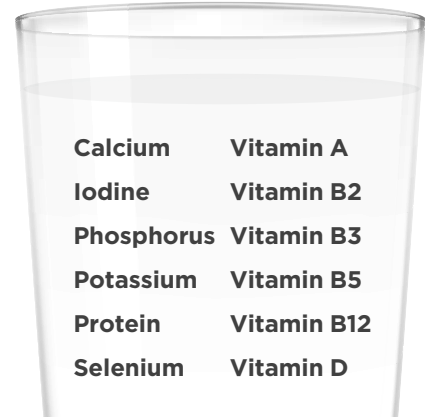 Calcium
Iodine
Phosphorus
Potassium
Protein
Selenium
Vitamin A
Vitamin B2
Vitamin B3
Vitamin B5
Vitamin B12
Vitamin D